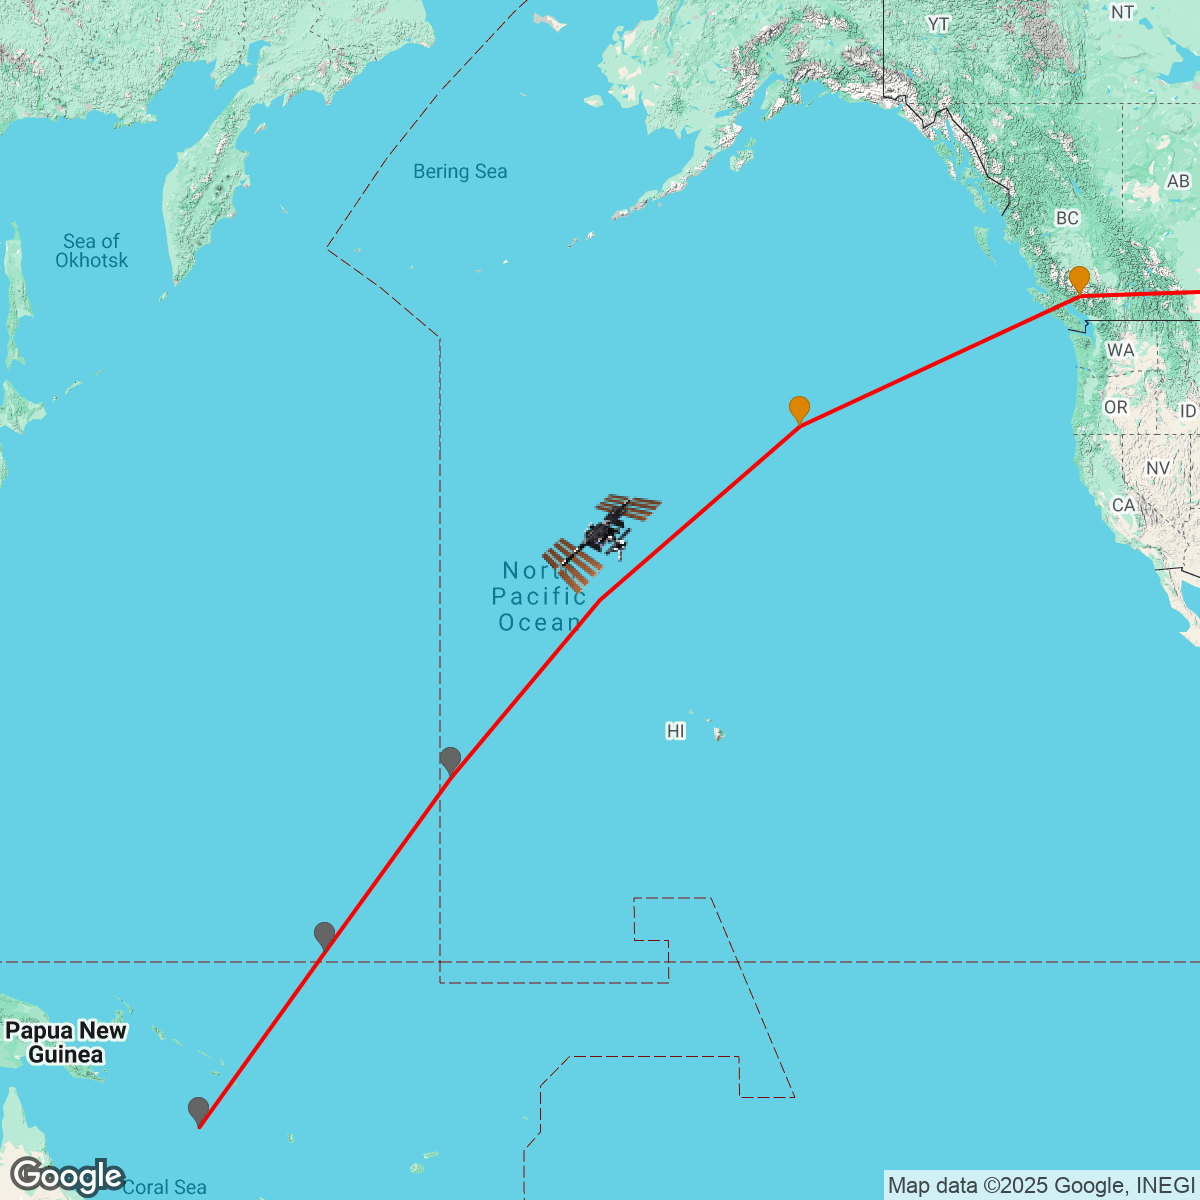 NT
YT
Bering Sea
AB
BC
Sea of
Okhotsk
WA
OR
ID
NV
CA
North
Pacific
Ocean
HI
Papua New
Guinea
Coral Sea
Google
Map data ©2025 Google, INEGI